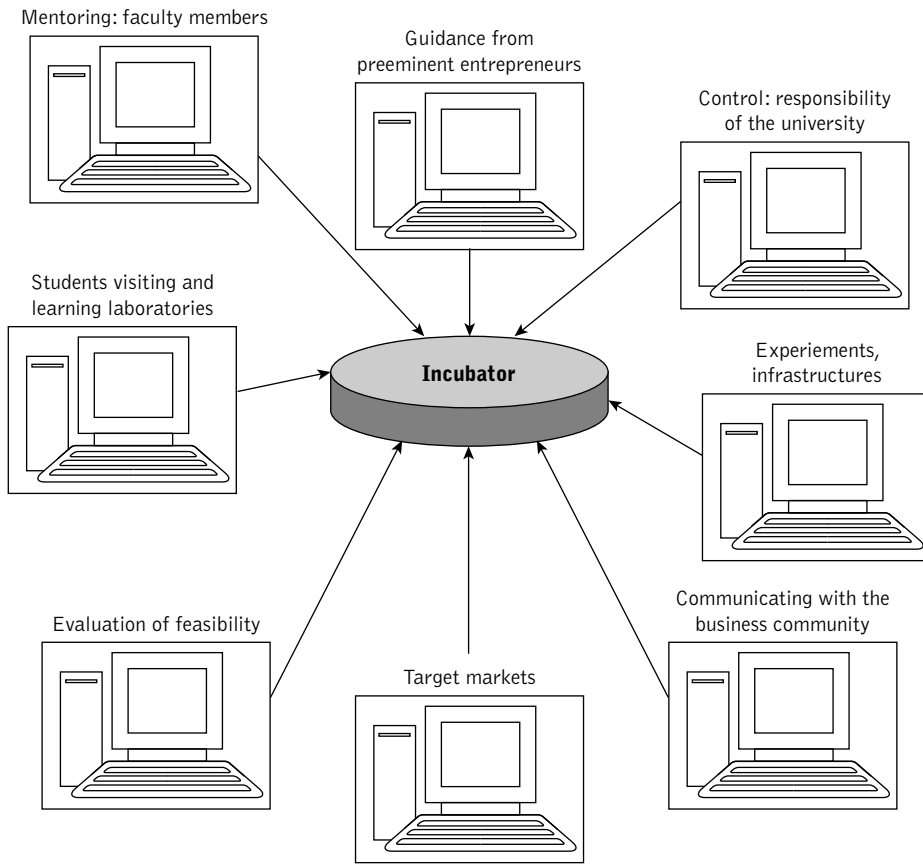 Mentoring: faculty members
Guidance from
preeminent entrepreneurs
Control: responsibility
of the university
Students visiting and
learning laboratories
Incubator
Experiements,
infrastructures
Evaluation of feasibility
Target markets
Communicating with the
business community